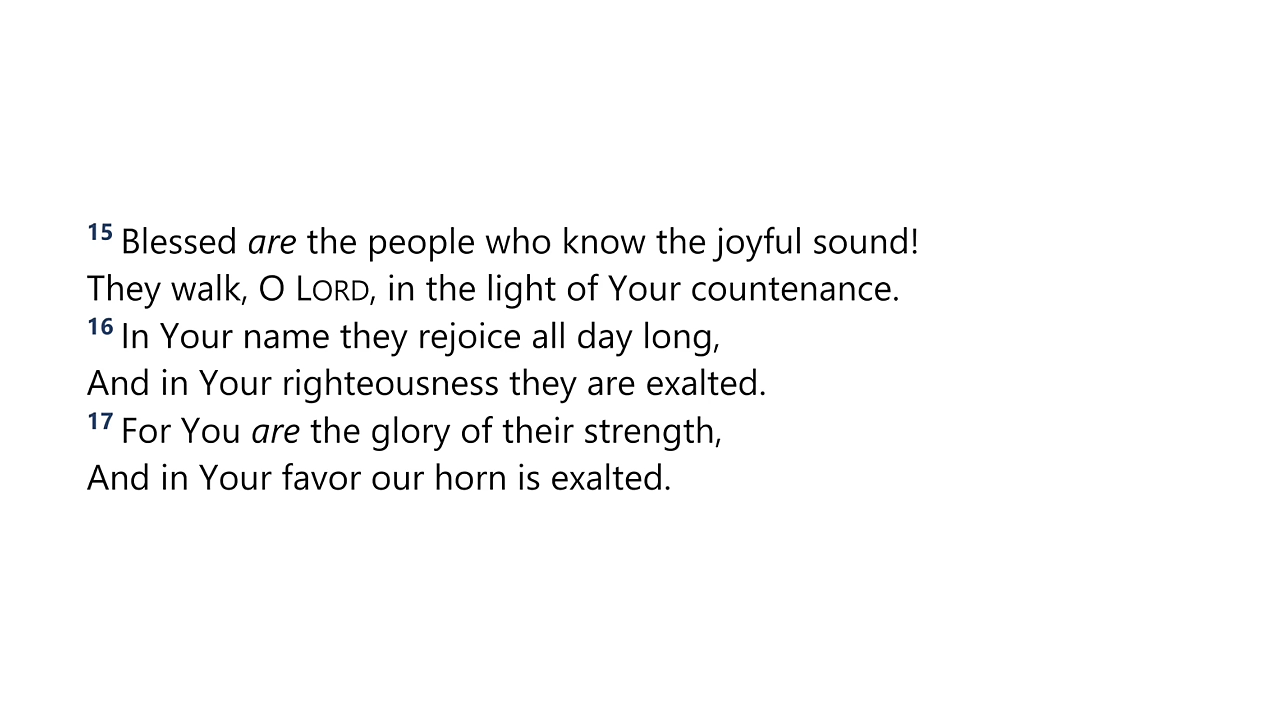 15 Blessed are the people who know the joyful sound!
They walk, O LORD, in the light of Your countenance.
16 In Your name they rejoice all day long,
And in Your righteousness they are exalted.
17 For You are the glory of their strength,
And in Your favor our horn is exalted.